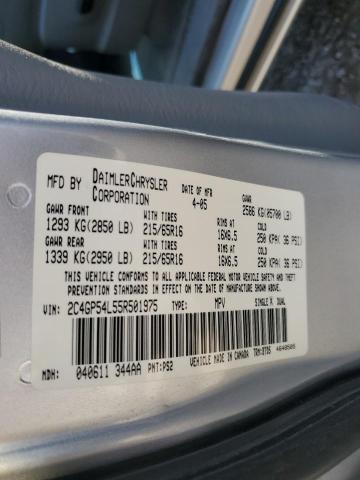 MFD BY DAIMLERCHRYSLER CORPORATION DATE OF MFR 4-05 GAWR 2586 KG(05700 LB)
GAWR FRONT WITH TIRES RIMS AT COLD
1293 KG(2850 LB) 215/65R16 16X6.5 250 KPA( 36 PSI)
GAWR REAR WITH TIRES RIMS AT COLD
1339 KG(2950 LB) 215/65R16 16X6.5 250 KPA( 36 PSI)
THIS VEHICLE CONFORMS TO ALL APPLICABLE FEDERAL MOTOR VEHICLE SAFETY AND
THEFT PREVENTION STANDARDS IN EFFECT ON THE DATE OF MANUFACTURE SHOWN ABOVE.
VIN: 2C4GP54L55R501975 TYPE: MPV SINGLE X DUAL
VEHICLE MADE IN CANADA 4648505
MDH: 040611 344AA PNT:PS2 TRM: